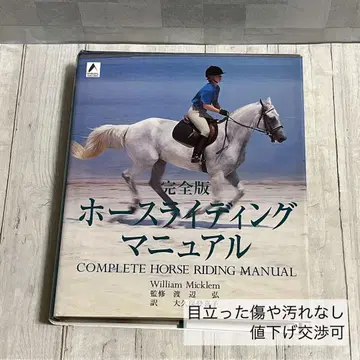 完全版
ホースライディング
マニュアル
COMPLETE HORSE RIDING MANUAL
William Micklem
監修 渡辺 弘
訳 大
目立った傷や汚れなし
値下げ交渉可